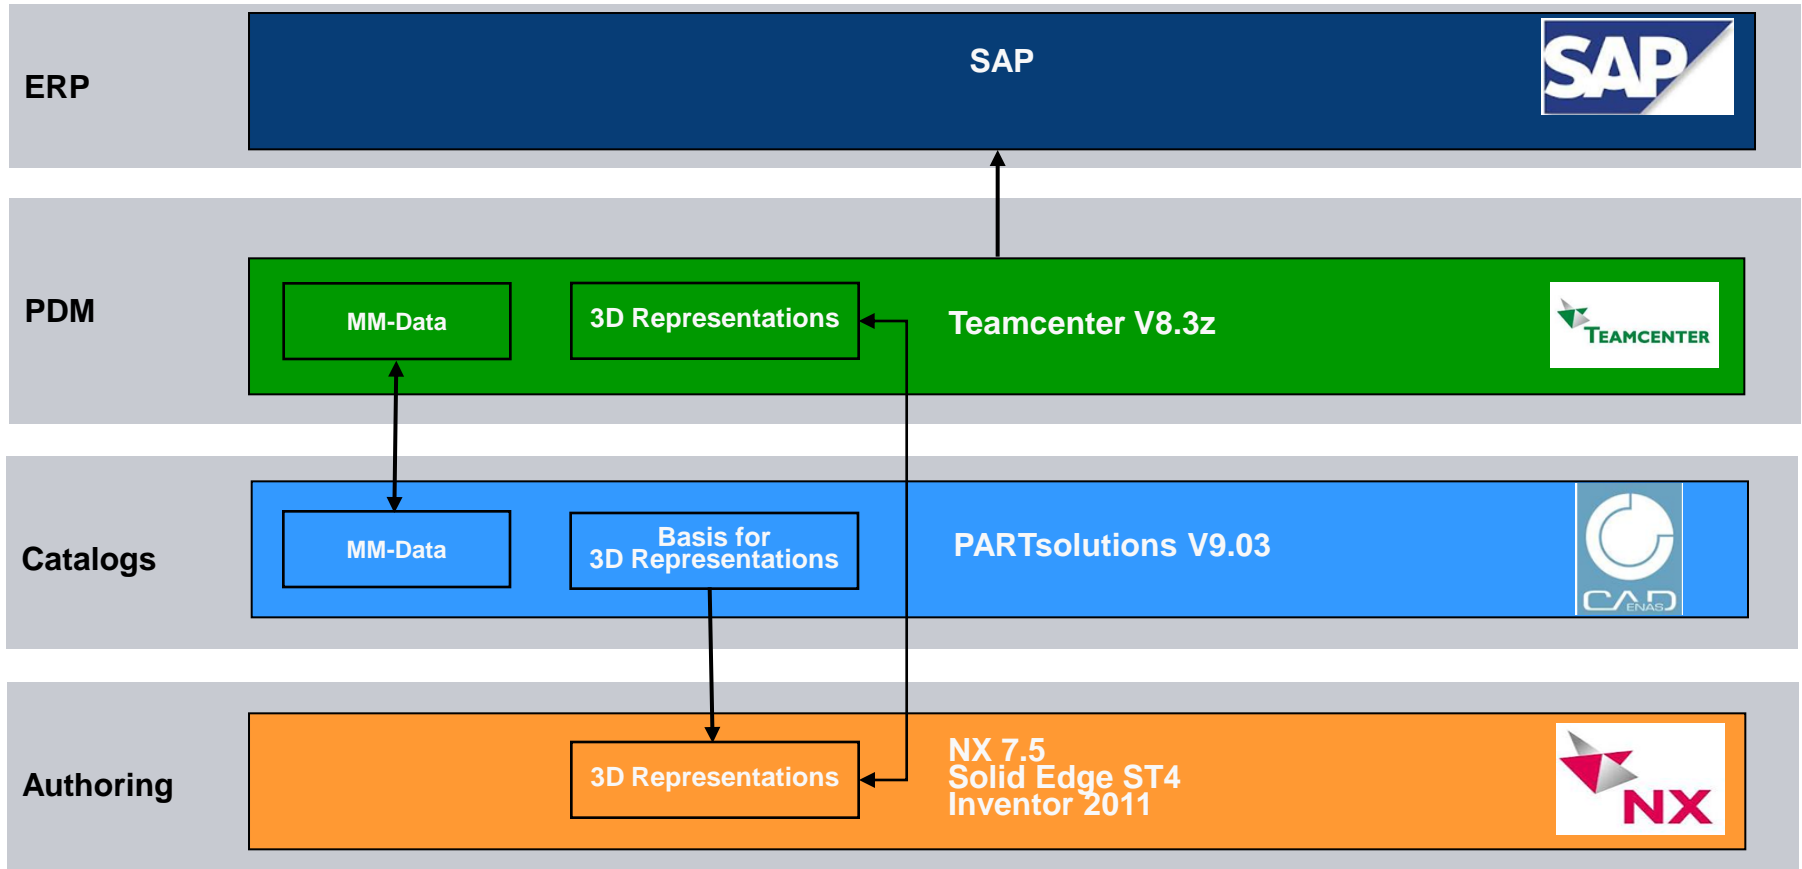 ERP
SAP
SAP
PDM
MM-Data
3D Representations
Teamcenter V8.3z
TEAMCENTER
Catalogs
MM-Data
Basis for
3D Representations
PARTsolutions V9.03
CAD
ENAS
Authoring
3D Representations
NX 7.5
Solid Edge ST4
Inventor 2011
NX